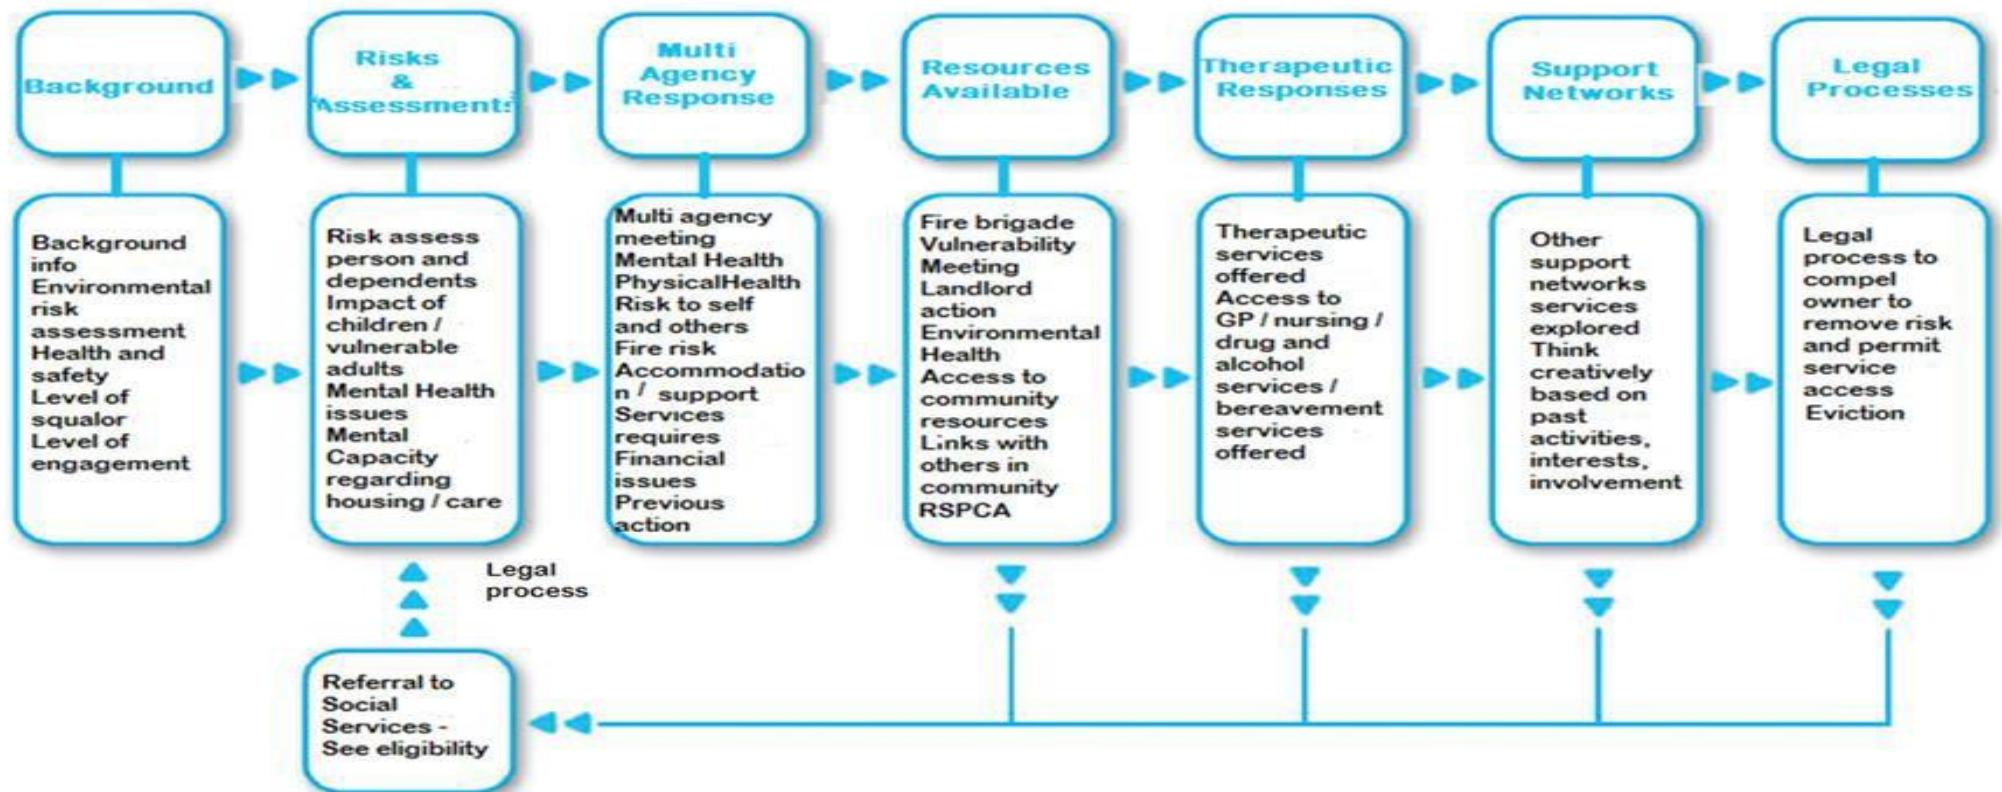 Background
Risks
&
Assessments
Multi
Agency
Response
Resources
Available
Therapeutic
Responses
Support
Networks
Legal
Processes
Background
info
Environmental
risk
assessment
Health and
safety
Level of
squalor
Level of
engagement
Risk assess
person and
dependents
Impact of
children /
vulnerable
adults
Mental Health
issues
Mental
Capacity
regarding
housing / care
Multi agency
meeting
Mental Health
PhysicalHealth
Risk to self
and others
Fire risk
Accommodatio
n / support
Services
requires
Financial
issues
Previous
action
Fire brigade
Vulnerability
Meeting
Landlord
action
Environmental
Health
Access to
community
resources
Links with
others in
community
RSPCA
Therapeutic
services
offered
Access to
GP / nursing /
drug and
alcohol
services /
bereavement
services
offered
Other
support
networks
services
explored
Think
creatively
based on
past
activities,
interests,
involvement
Legal
process to
compel
owner to
remove risk
and permit
service
access
Eviction
Legal
process
Referral to
Social
Services -
See eligibility